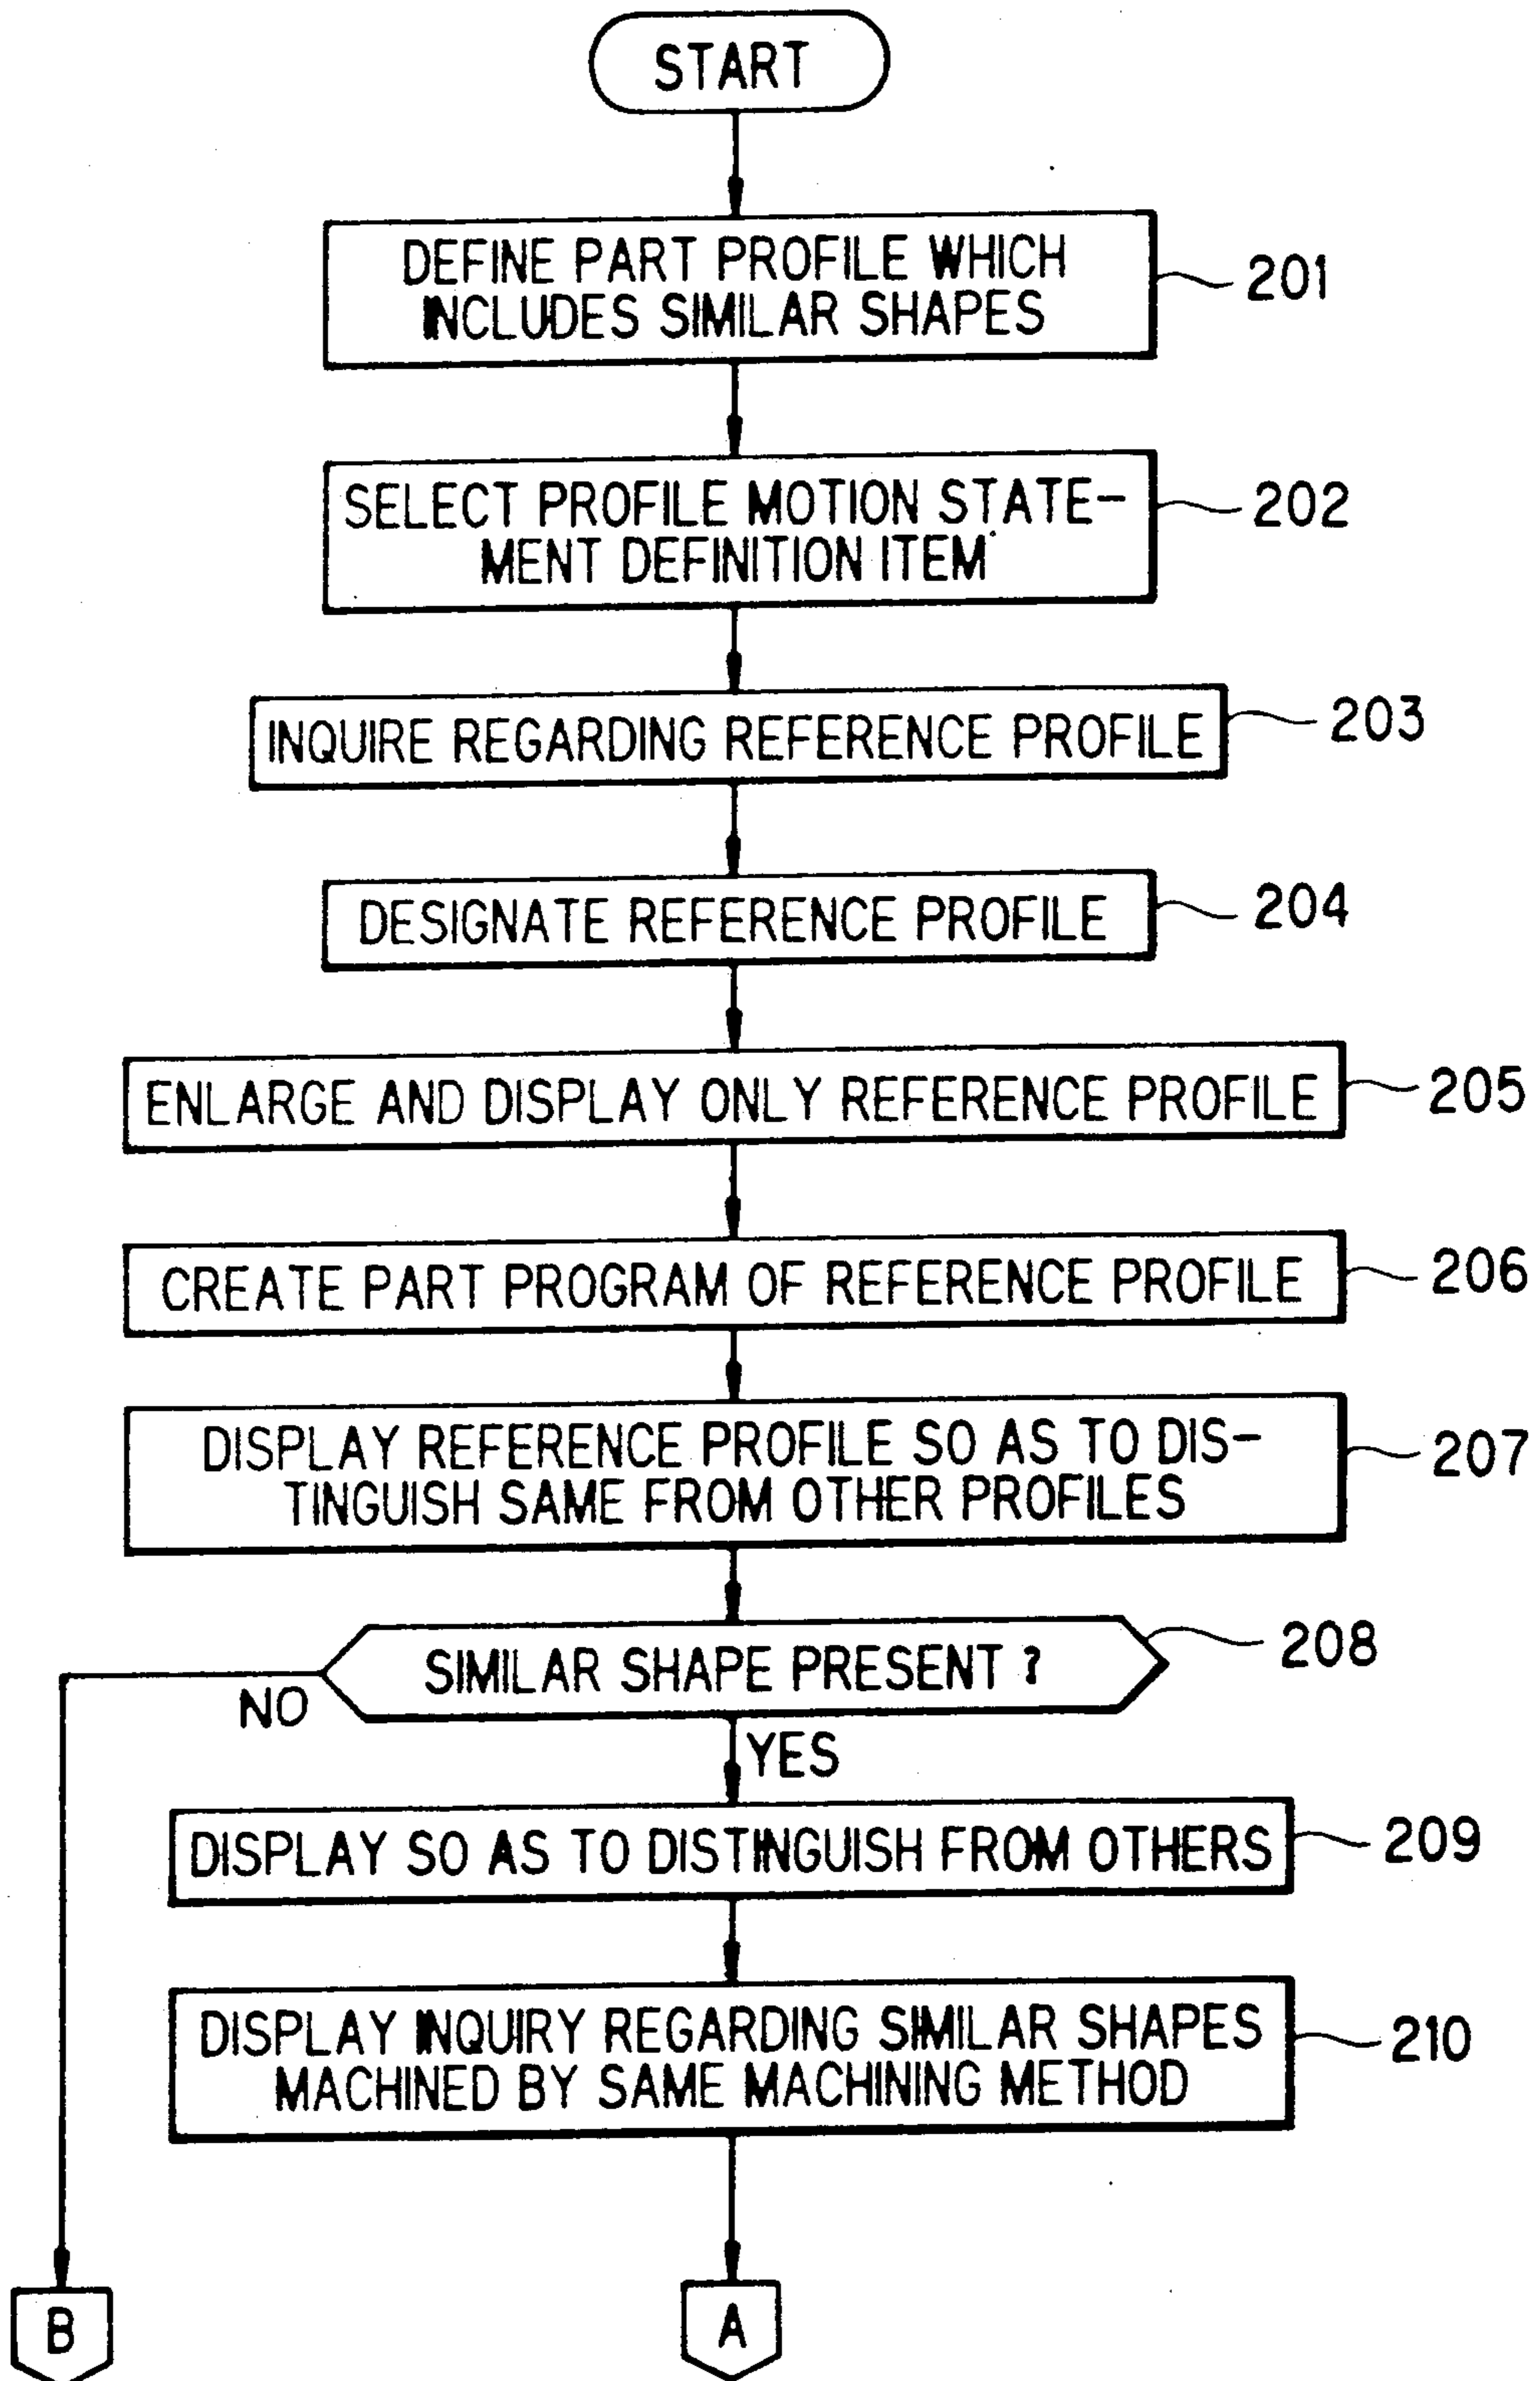 START
DEFINE PART PROFILE WHICH
INCLUDES SIMILAR SHAPES
201
SELECT PROFILE MOTION STATE-
MENT DEFINITION ITEM
202
INQUIRE REGARDING REFERENCE PROFILE
203
DESIGNATE REFERENCE PROFILE
204
ENLARGE AND DISPLAY ONLY REFERENCE PROFILE
205
CREATE PART PROGRAM OF REFERENCE PROFILE
206
DISPLAY REFERENCE PROFILE SO AS TO DIS-
TINGUISH SAME FROM OTHER PROFILES
207
SIMILAR SHAPE PRESENT ?
208
NO
YES
DISPLAY SO AS TO DISTINGUISH FROM OTHERS
209
DISPLAY INQUIRY REGARDING SIMILAR SHAPES
MACHINED BY SAME MACHINING METHOD
210
B
A